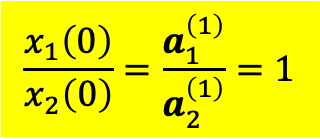 x₁(0)/x₂(0) = a₁⁽¹⁾/a₂⁽¹⁾ = 1